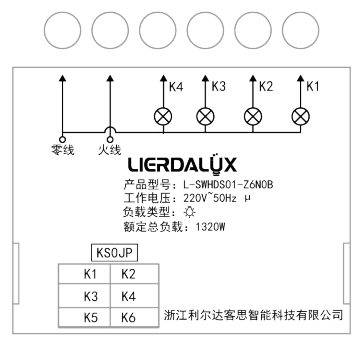 K4 K3 K2 K1
零线 火线
LIERDALUX
产品型号: L-SWHDS01-Z6N0B
工作电压: 220V~50Hz μ
负载类型:
额定总负载: 1320W
KS0JP
K1 K2
K3 K4
K5 K6
浙江利尔达客思智能科技有限公司